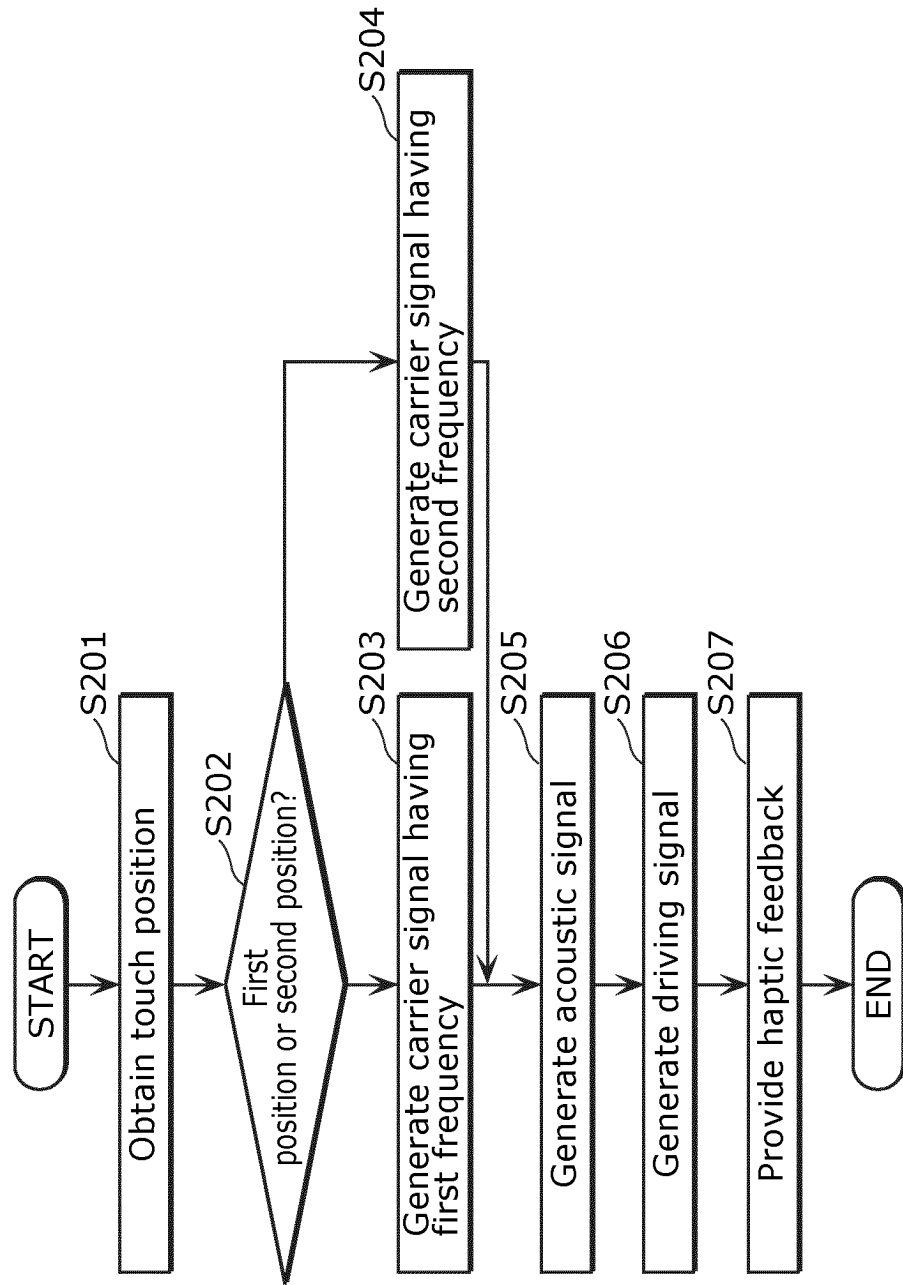 START
S201
Obtain touch position
S202
First
position or second position?
S203
Generate carrier signal having
first frequency
S204
Generate carrier signal having
second frequency
S205
Generate acoustic signal
S206
Generate driving signal
S207
Provide haptic feedback
END